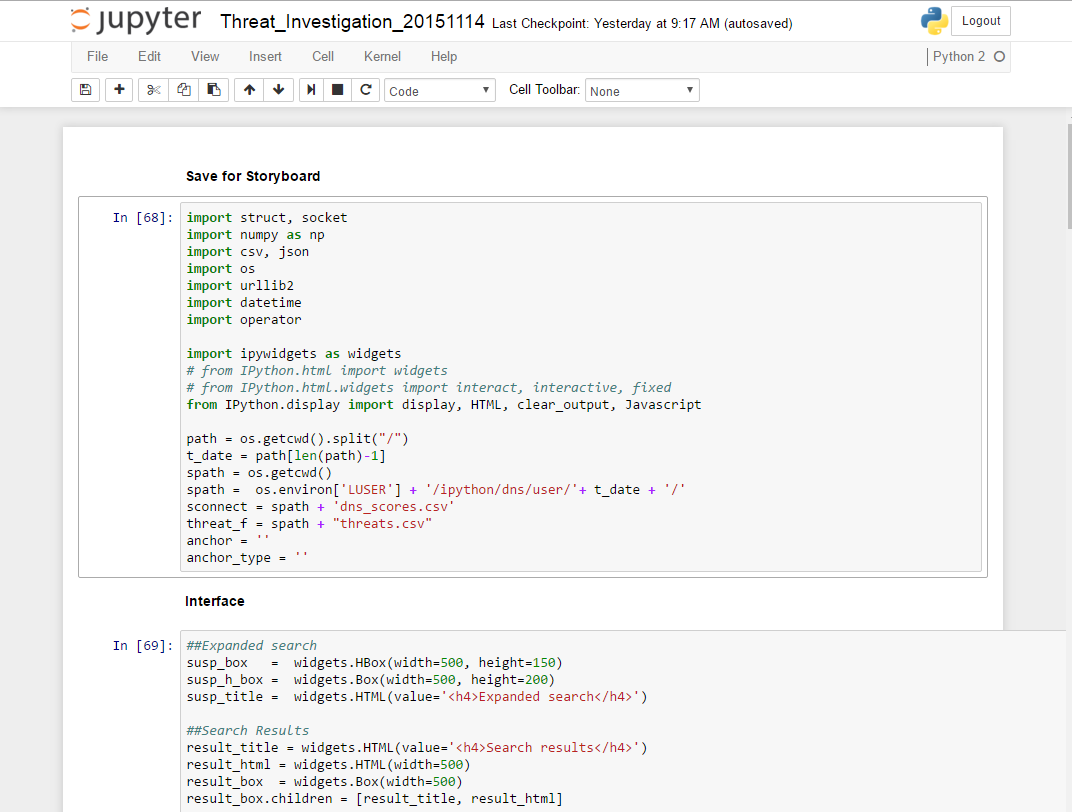 jupyter Threat_Investigation_20151114 Last Checkpoint: Yesterday at 9:17 AM (autosaved) Logout
File Edit View Insert Cell Kernel Help Python 2
Code Cell Toolbar: None
Save for Storyboard
In [68]: import struct, socket
import numpy as np
import csv, json
import os
import urllib2
import datetime
import operator
import ipywidgets as widgets
# from IPython.html import widgets
# from IPython.html.widgets import interact, interactive, fixed
from IPython.display import display, HTML, clear_output, Javascript
path = os.getcwd().split("/")
t_date = path[len(path)-1]
spath = os.getcwd()
spath =  os.environ['LUSER'] + '/ipython/dns/user/'+ t_date + '/'
sconnect = spath + 'dns_scores.csv'
threat_f = spath + "threats.csv"
anchor = ''
anchor_type = ''
Interface
In [69]: ##Expanded search
susp_box   =  widgets.HBox(width=500, height=150)
susp_h_box =  widgets.Box(width=500, height=200)
susp_title =  widgets.HTML(value='<h4>Expanded search</h4>')
##Search Results
result_title = widgets.HTML(value='<h4>Search results</h4>')
result_html = widgets.HTML(width=500)
result_box  = widgets.Box(width=500)
result_box.children = [result_title, result_html]